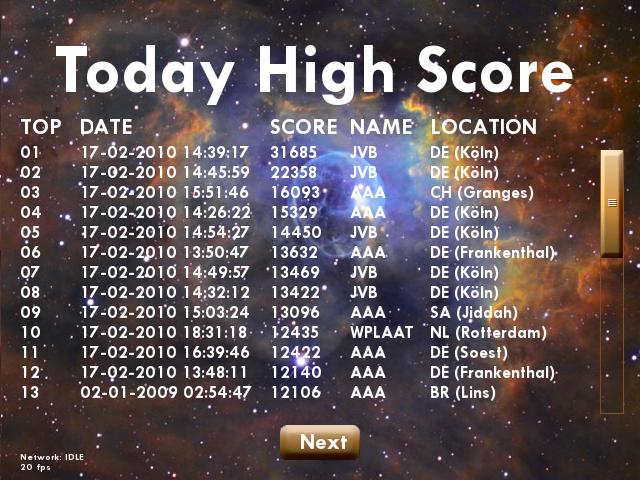 Today High Score
TOP DATE SCORE NAME LOCATION
01 17-02-2010 14:39:17 31685 JVB DE (Köln)
02 17-02-2010 14:45:59 22358 JVB DE (Köln)
03 17-02-2010 15:51:46 16093 AAA CH (Granges)
04 17-02-2010 14:26:22 15329 AAA DE (Köln)
05 17-02-2010 14:54:27 14450 JVB DE (Köln)
06 17-02-2010 13:50:47 13632 AAA DE (Frankenthal)
07 17-02-2010 14:49:57 13469 JVB DE (Köln)
08 17-02-2010 14:32:12 13422 JVB DE (Köln)
09 17-02-2010 15:03:24 13096 AAA SA (Jiddah)
10 17-02-2010 18:31:18 12435 WPLAAT NL (Rotterdam)
11 17-02-2010 16:39:46 12422 AAA DE (Soest)
12 17-02-2010 13:48:11 12140 AAA DE (Frankenthal)
13 02-01-2009 02:54:47 12106 AAA BR (Lins)
Next
Network: IDLE
20 fps